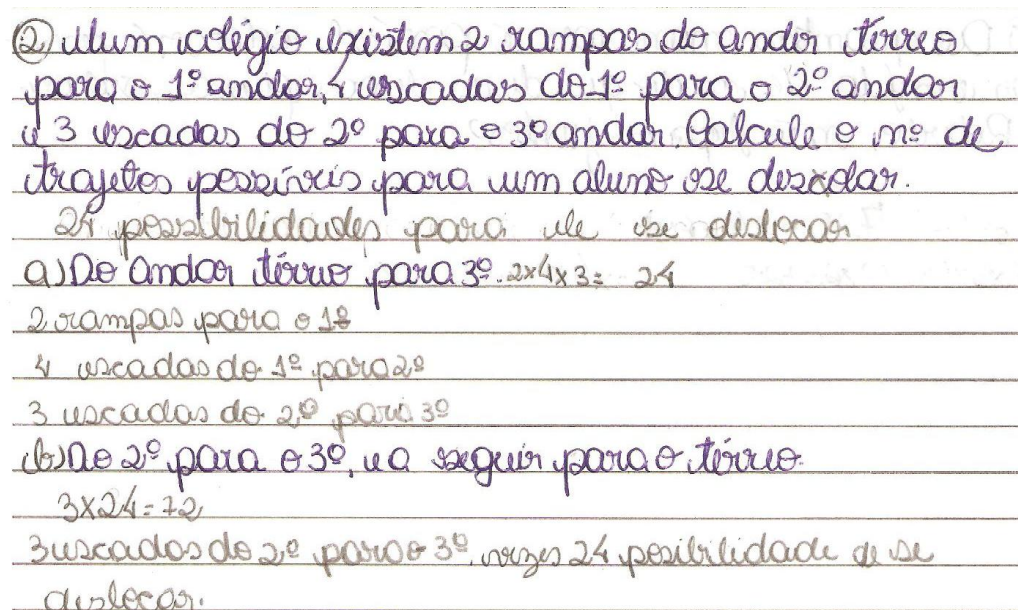 ② Num colégio existem 2 rampas do andar térreo
para o 1º andar, 4 escadas do 1º para o 2º andar
e 3 escadas do 2º para o 3º andar. Calcule o nº de
trajetos possívris para um aluno se descolar.
24 possibilidades para ele se deslocar
a) Do andar térreo para 3º. 2x4x3= 24
2 rampas para o 1º
4 escadas do 1º para 2º
3 escadas do 2º para 3º
b) Do 2º para o 3º, e a seguir para o térreo.
3x24=72
3 escadas do 2º para o 3º, vezes 24 posibilidade de se
deslocar.